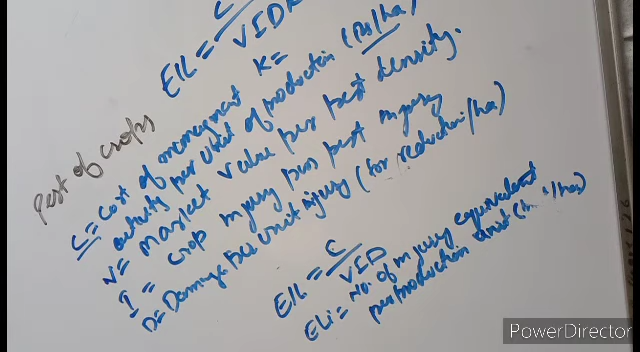 EIL = C/VIDK
Pest of crops
C = Cost of management K =
activity per unit of production (Rs/ha)
V = Market value per pest density.
I = crop injury per pest injury
D = Damage per unit injury (for reduction/ha)
EIL = C/VID
ELi = No. of injury equivalent
per production unit ( /ha)
PowerDirector